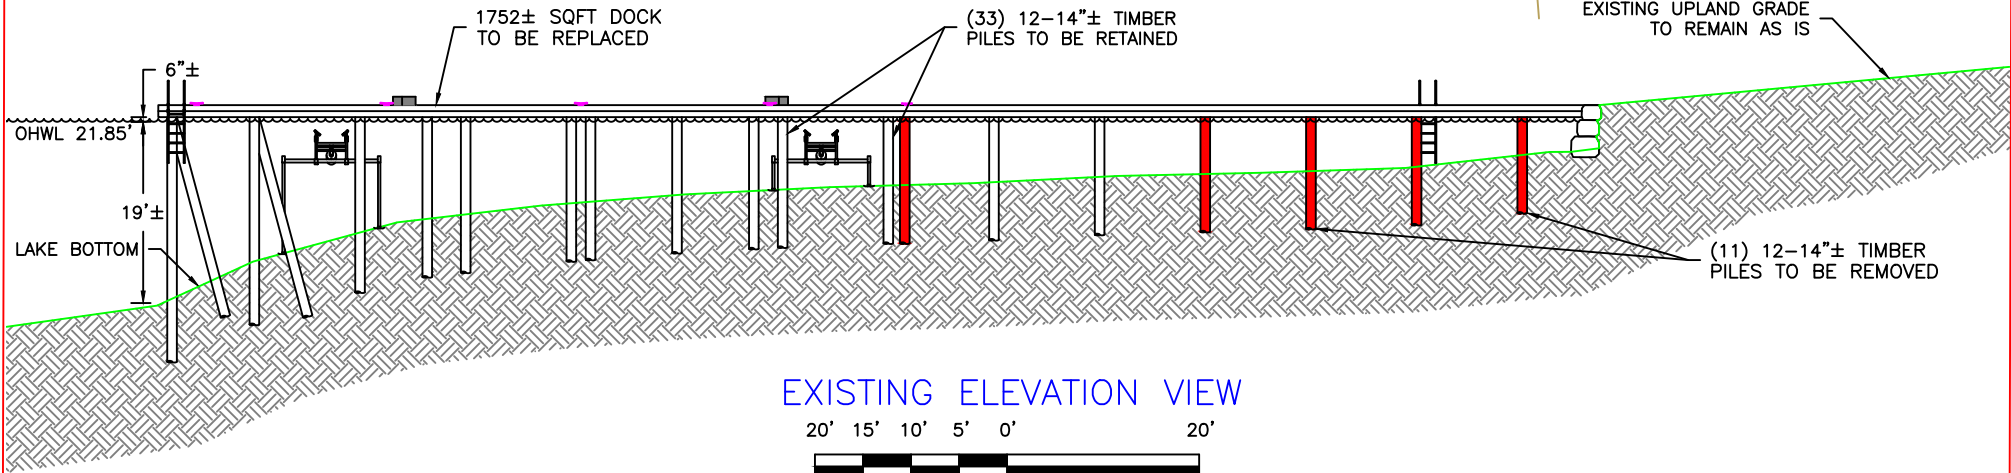 1752± SQFT DOCK
TO BE REPLACED
(33) 12-14"± TIMBER
PILES TO BE RETAINED
EXISTING UPLAND GRADE
TO REMAIN AS IS
6"±
OHWL 21.85'
19'±
LAKE BOTTOM
(11) 12-14"± TIMBER
PILES TO BE REMOVED
EXISTING ELEVATION VIEW
20' 15' 10' 5' 0' 20'